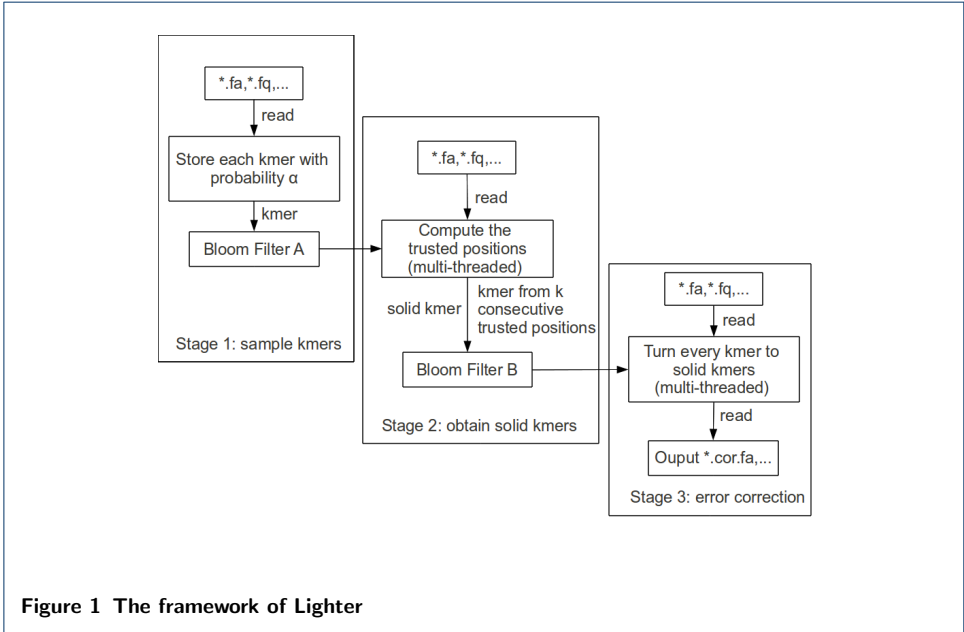 *.fa,*.fq,...
read
Store each kmer with
probability α
kmer
Bloom Filter A
Stage 1: sample kmers
*.fa,*.fq,...
read
Compute the
trusted positions
(multi-threaded)
solid kmer
kmer from k
consecutive
trusted positions
Bloom Filter B
Stage 2: obtain solid kmers
*.fa,*.fq,...
read
Turn every kmer to
solid kmers
(multi-threaded)
read
Ouput *.cor.fa,...
Stage 3: error correction
Figure 1 The framework of Lighter